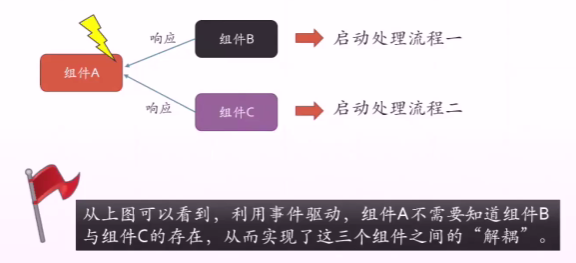 响应
组件B
启动处理流程一
组件A
响应
组件C
启动处理流程二
从上图可以看到，利用事件驱动，组件A不需要知道组件B
与组件C的存在，从而实现了这三个组件之间的“解耦”。